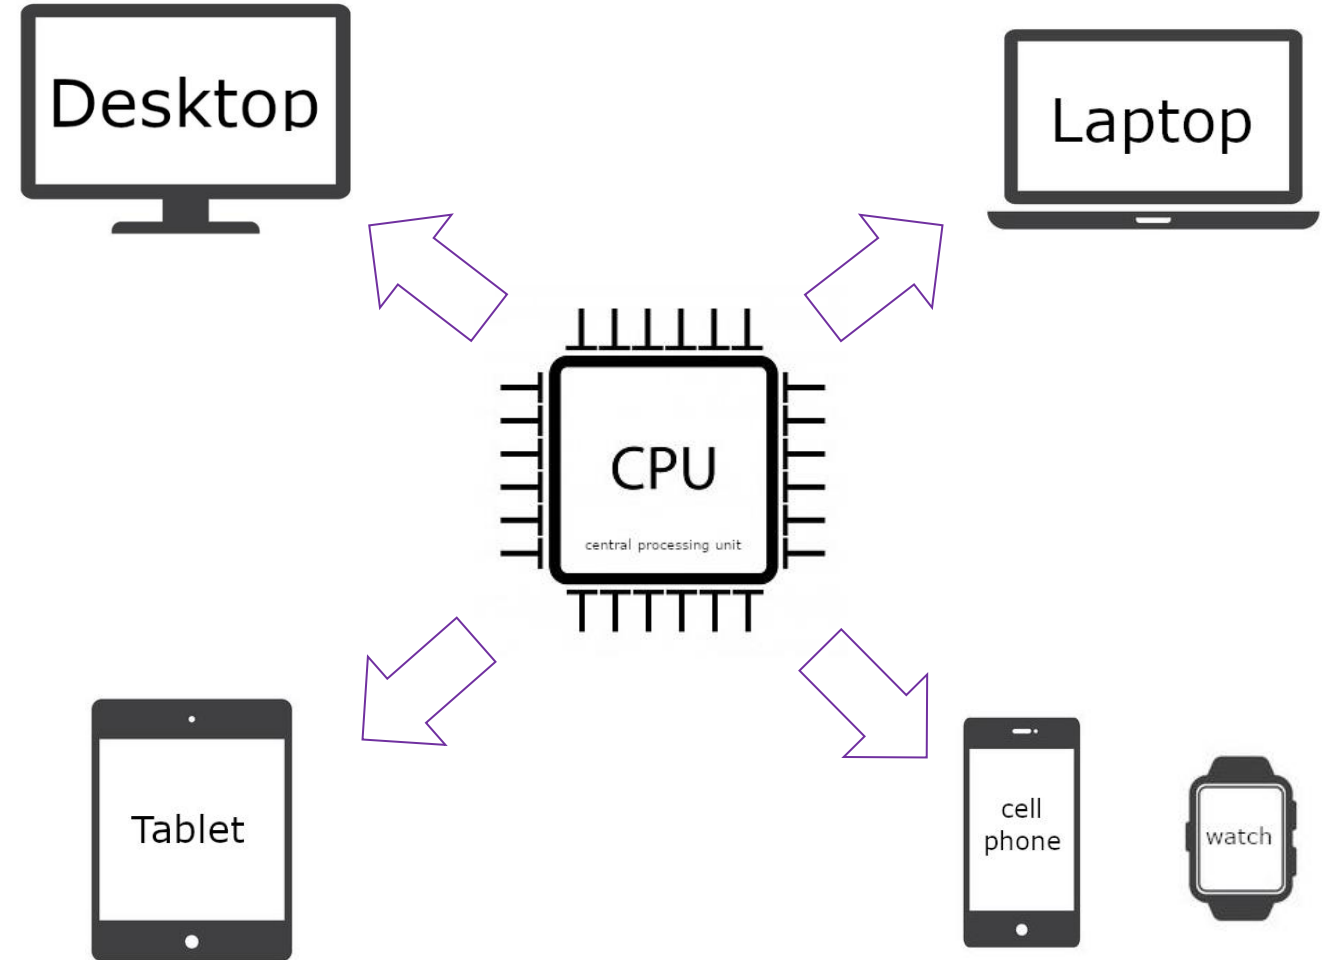 Desktop
Laptop
CPU
central processing unit
Tablet
cell
phone
watch